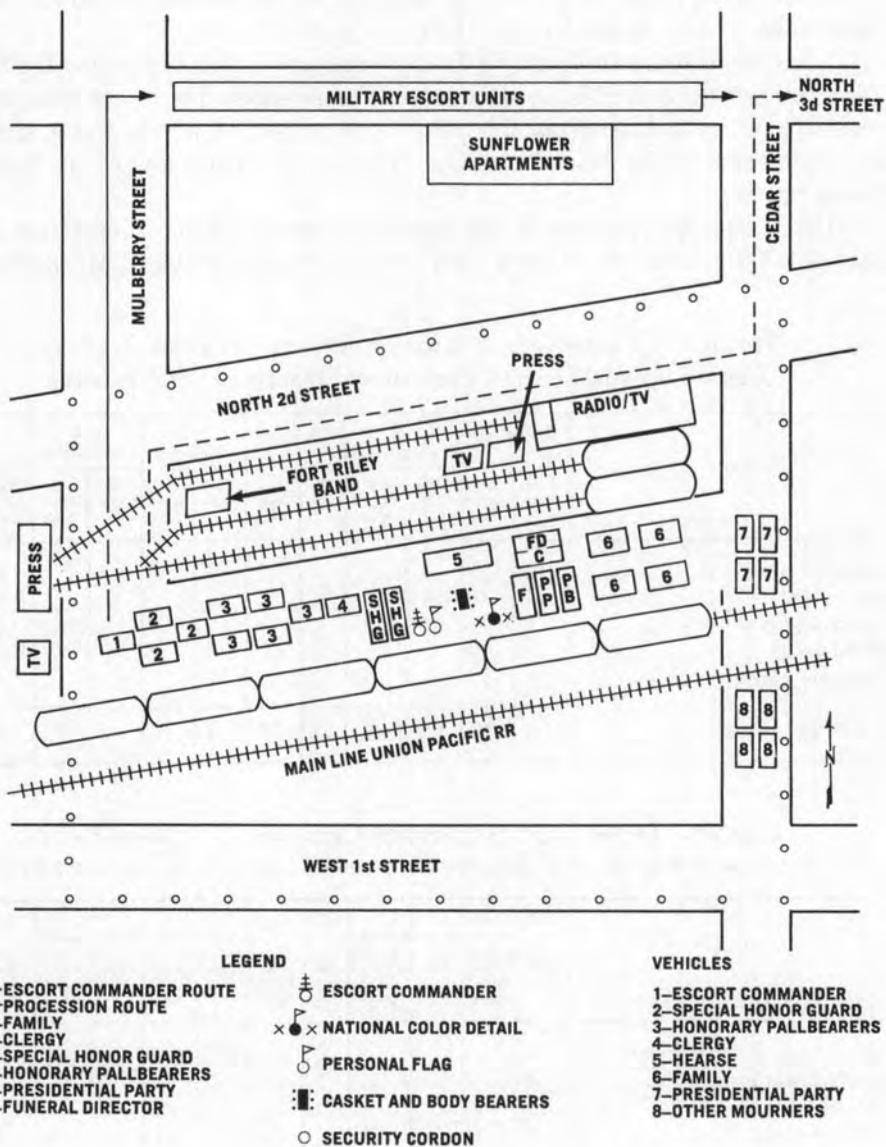 MILITARY ESCORT UNITS
NORTH
3d STREET
SUNFLOWER
APARTMENTS
MULBERRY STREET
CEDAR STREET
NORTH 2d STREET
PRESS
RADIO/TV
TV
FORT RILEY
BAND
PRESS
TV
5
FD
C
6
6
7
7
7
7
F
P
P
P
B
6
6
1
2
2
2
3
3
3
3
3
4
S
H
G
S
H
G
MAIN LINE UNION PACIFIC RR
8
8
8
8
N
WEST 1st STREET
LEGEND
ESCORT COMMANDER ROUTE
PROCESSION ROUTE
FAMILY
CLERGY
SPECIAL HONOR GUARD
HONORARY PALLBEARERS
PRESIDENTIAL PARTY
FUNERAL DIRECTOR
ESCORT COMMANDER
NATIONAL COLOR DETAIL
PERSONAL FLAG
CASKET AND BODY BEARERS
SECURITY CORDON
VEHICLES
1–ESCORT COMMANDER
2–SPECIAL HONOR GUARD
3–HONORARY PALLBEARERS
4–CLERGY
5–HEARSE
6–FAMILY
7–PRESIDENTIAL PARTY
8–OTHER MOURNERS